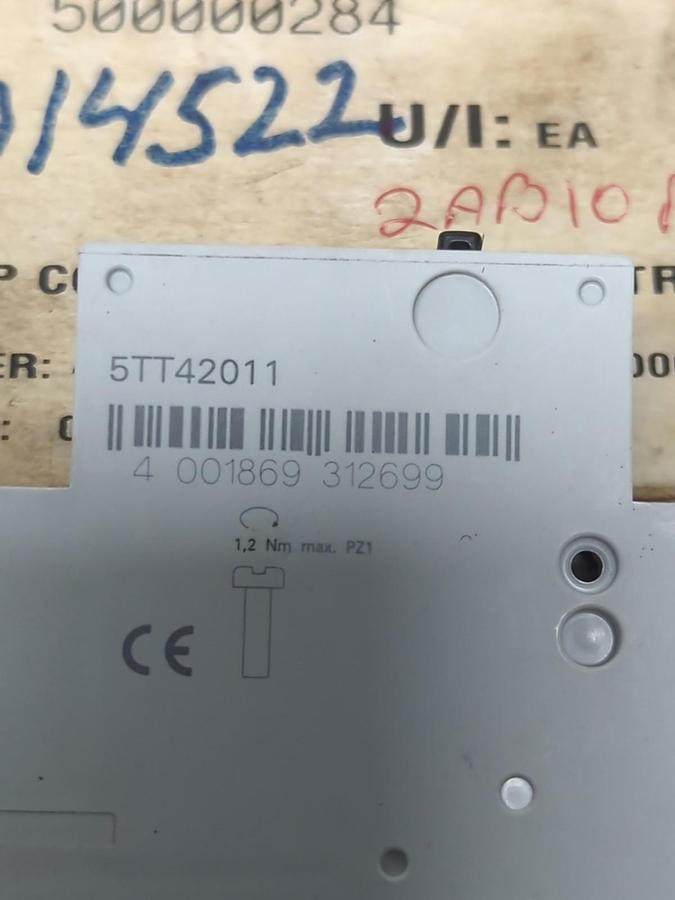 500000284
14522
U/I: EA
2AB10
P C
TR
ER:
00
:
5TT42011
4 001869 312699
1,2 Nm max. PZ1
CE